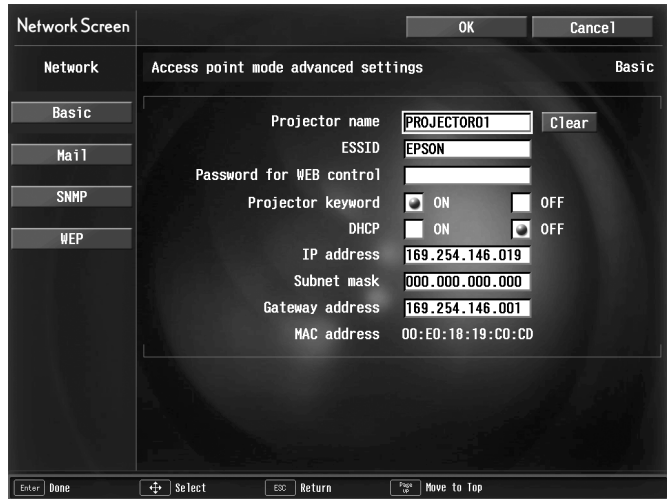 Network Screen
OK
Cancel
Network
Access point mode advanced settings
Basic
Basic
Mail
SNMP
WEP
Projector name PROJECTOR01 Clear
ESSID EPSON
Password for WEB control
Projector keyword ON OFF
DHCP ON OFF
IP address 169.254.146.019
Subnet mask 000.000.000.000
Gateway address 169.254.146.001
MAC address 00:E0:18:19:C0:CD
Enter Done
Select
ESC Return
Page UP Move to Top